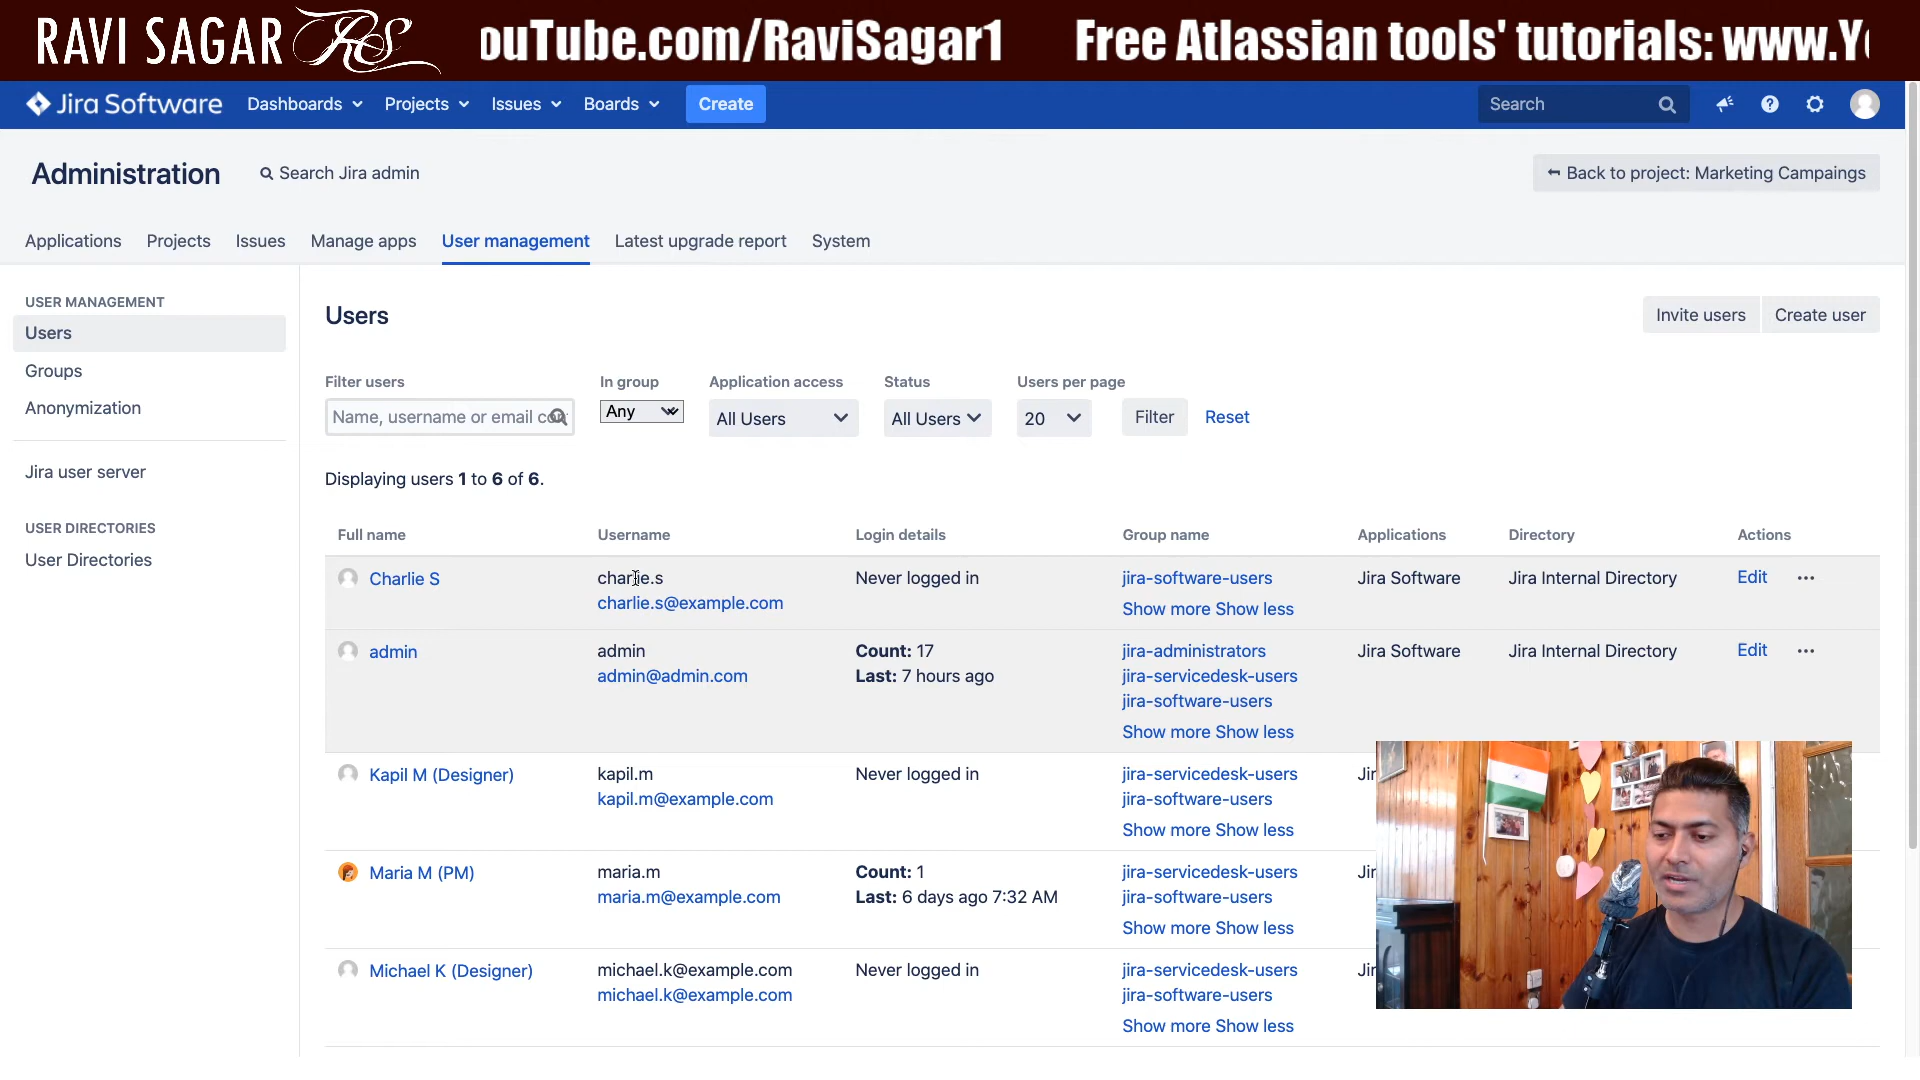 RAVI SAGAR
ouTube.com/RaviSagar1 Free Atlassian tools' tutorials: www.Y
Jira Software Dashboards Projects Issues Boards Create Search
Administration Search Jira admin Back to project: Marketing Campaings
Applications Projects Issues Manage apps User management Latest upgrade report System
USER MANAGEMENT
Users
Groups
Anonymization
Jira user server
USER DIRECTORIES
User Directories
Users Invite users Create user
Filter users In group Application access Status Users per page
Name, username or email con Any All Users All Users 20 Filter Reset
Displaying users 1 to 6 of 6.
Full name Username Login details Group name Applications Directory Actions
Charlie S charlie.s Never logged in jira-software-users Jira Software Jira Internal Directory Edit ...
charlie.s@example.com Show more Show less
admin admin Count: 17 jira-administrators Jira Software Jira Internal Directory Edit ...
admin@admin.com Last: 7 hours ago jira-servicedesk-users
jira-software-users
Show more Show less
Kapil M (Designer) kapil.m Never logged in jira-servicedesk-users Jir
kapil.m@example.com jira-software-users
Show more Show less
Maria M (PM) maria.m Count: 1 jira-servicedesk-users Jir
maria.m@example.com Last: 6 days ago 7:32 AM jira-software-users
Show more Show less
Michael K (Designer) michael.k@example.com Never logged in jira-servicedesk-users Jir
michael.k@example.com jira-software-users
Show more Show less